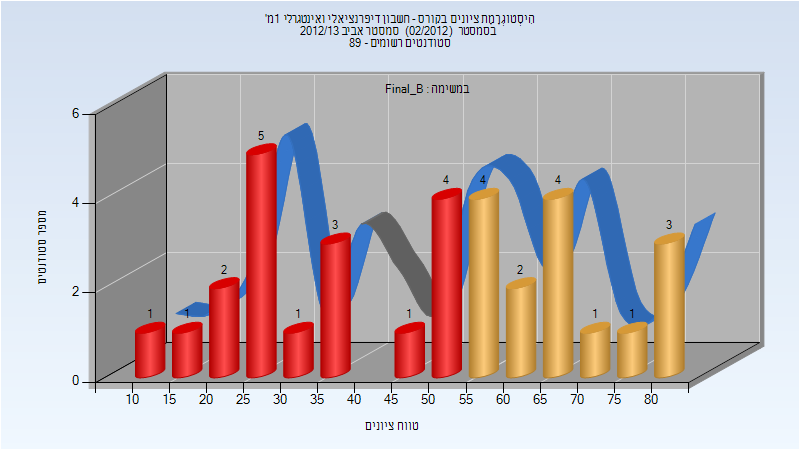 היסטוגרמת ציונים בקורס - חשבון דיפרנציאלי ואינטגרלי 1מ'
בסמסטר (02/2012) סמסטר אביב 2012/13
סטודנטים רשומים - 89
במשימה : Final_B
מספר סטודנטים
6
4
2
0
1 1 2 5 1 3 1 4 4 2 4 1 1 3
10 15 20 25 30 35 40 45 50 55 60 65 70 75 80
טווח ציונים